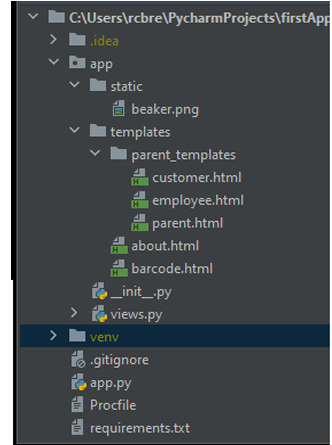 C:\Users\rcbre\PycharmProjects\firstApp
.idea
app
static
beaker.png
templates
parent_templates
customer.html
employee.html
parent.html
about.html
barcode.html
__init__.py
views.py
venv
.gitignore
app.py
Procfile
requirements.txt